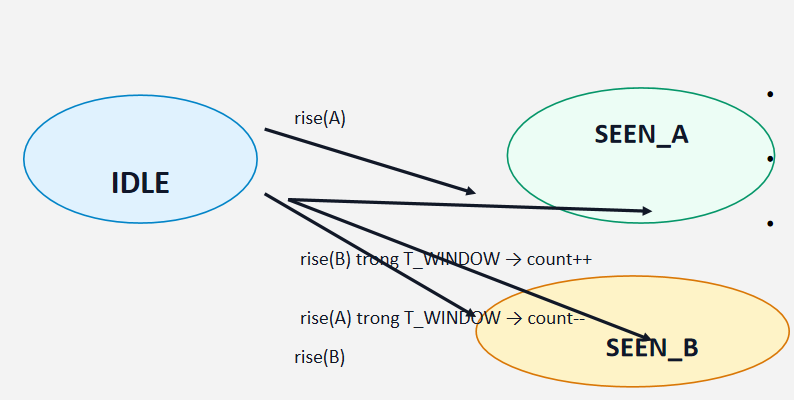 rise(A)
SEEN_A
IDLE
rise(B) trong T_WINDOW → count++
rise(A) trong T_WINDOW → count--
SEEN_B
rise(B)